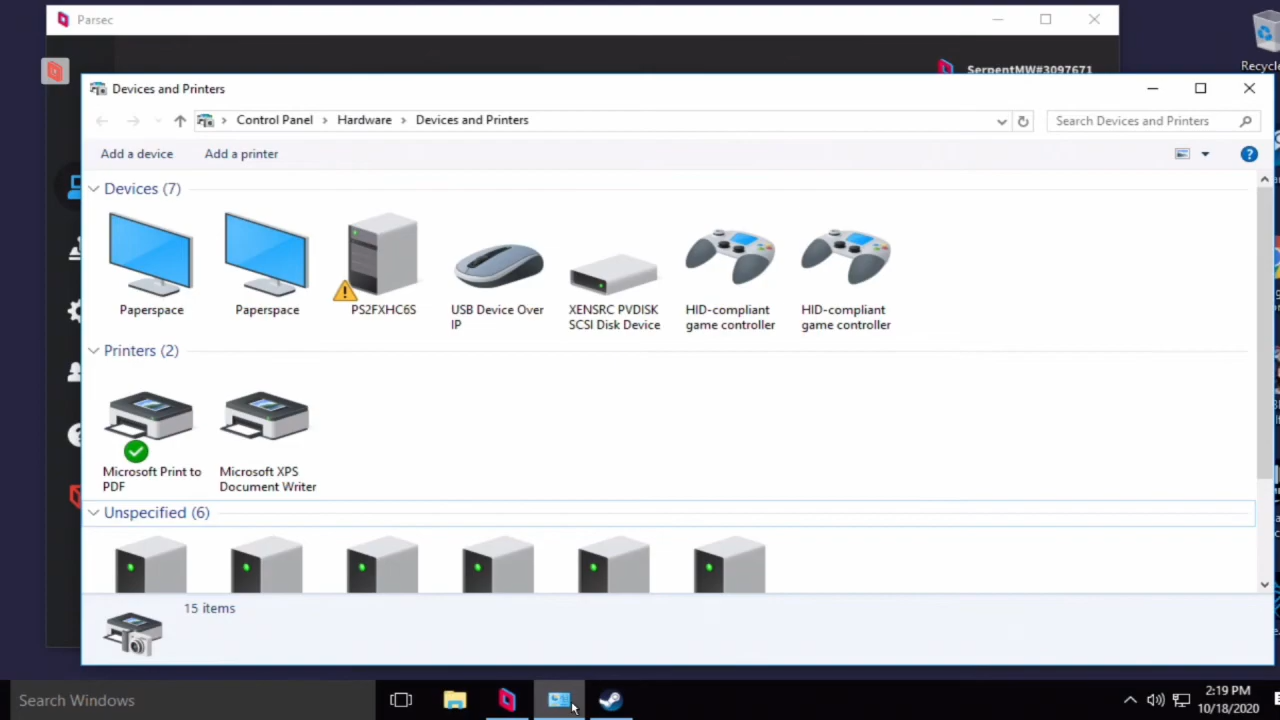 Parsec
Recycle
SerpentMW#3097671
Devices and Printers
Control Panel
Hardware
Devices and Printers
Search Devices and Printers
Add a device
Add a printer
Devices (7)
Paperspace
Paperspace
PS2FXHC6S
USB Device Over
IP
XENSRC PVDISK
SCSI Disk Device
HID-compliant
game controller
HID-compliant
game controller
Printers (2)
Microsoft Print to
PDF
Microsoft XPS
Document Writer
Unspecified (6)
15 items
Search Windows
2:19 PM
10/18/2020